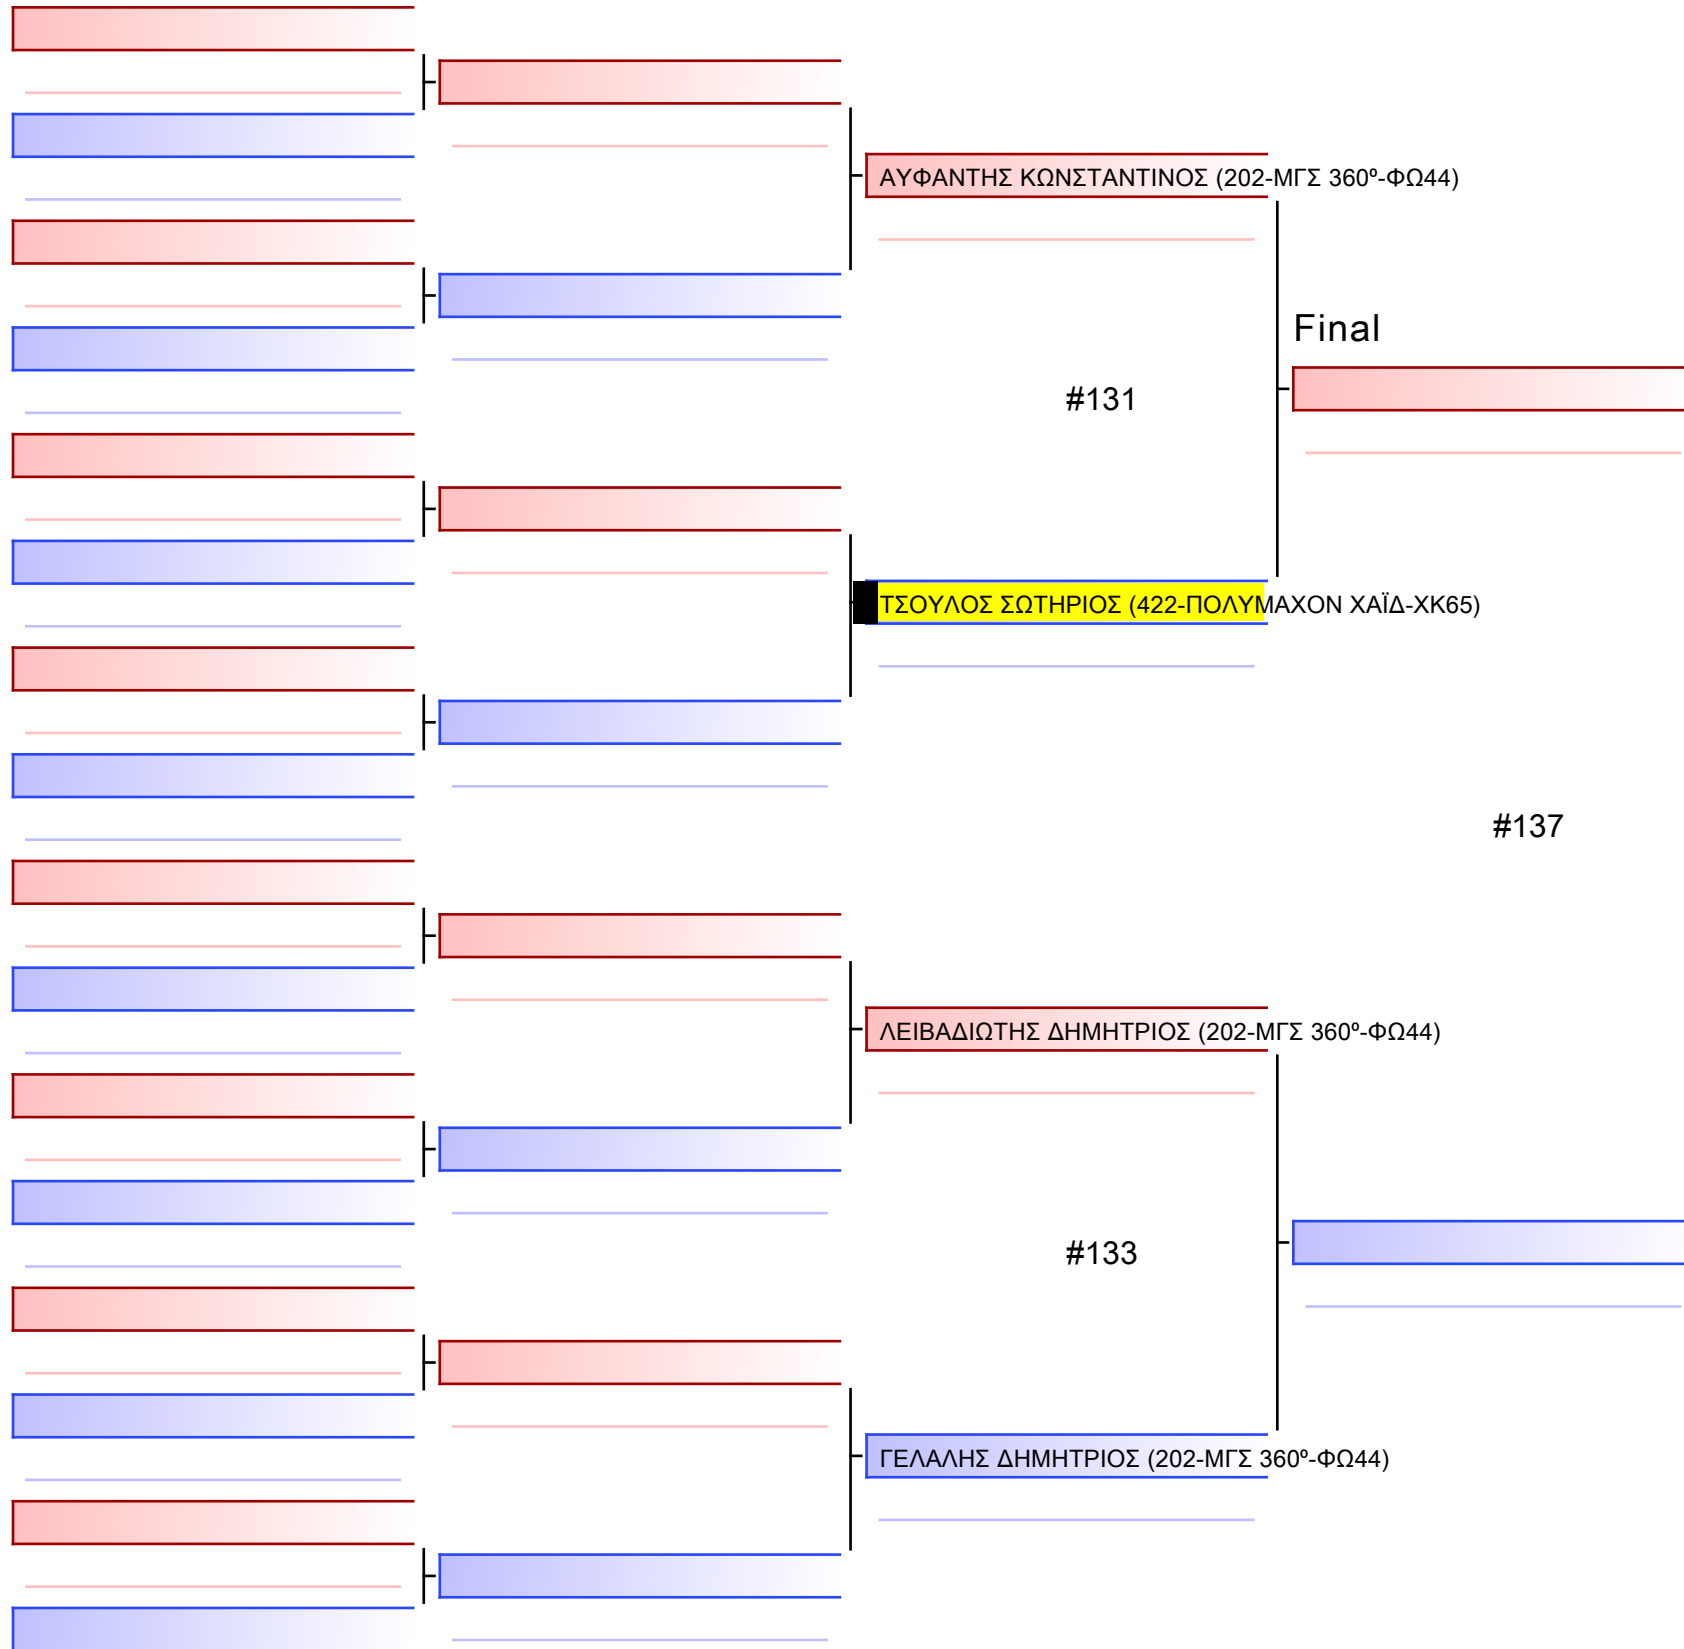 ΑΥΦΑΝΤΗΣ ΚΩΝΣΤΑΝΤΙΝΟΣ (202-ΜΓΣ 360º-ΦΩ44)
Final
#131
ΤΣΟΥΛΟΣ ΣΩΤΗΡΙΟΣ (422-ΠΟΛΥΜΑΧΟΝ ΧΑΪΔ-ΧΚ65)
#137
ΛΕΙΒΑΔΙΩΤΗΣ ΔΗΜΗΤΡΙΟΣ (202-ΜΓΣ 360º-ΦΩ44)
#133
ΓΕΛΑΛΗΣ ΔΗΜΗΤΡΙΟΣ (202-ΜΓΣ 360º-ΦΩ44)